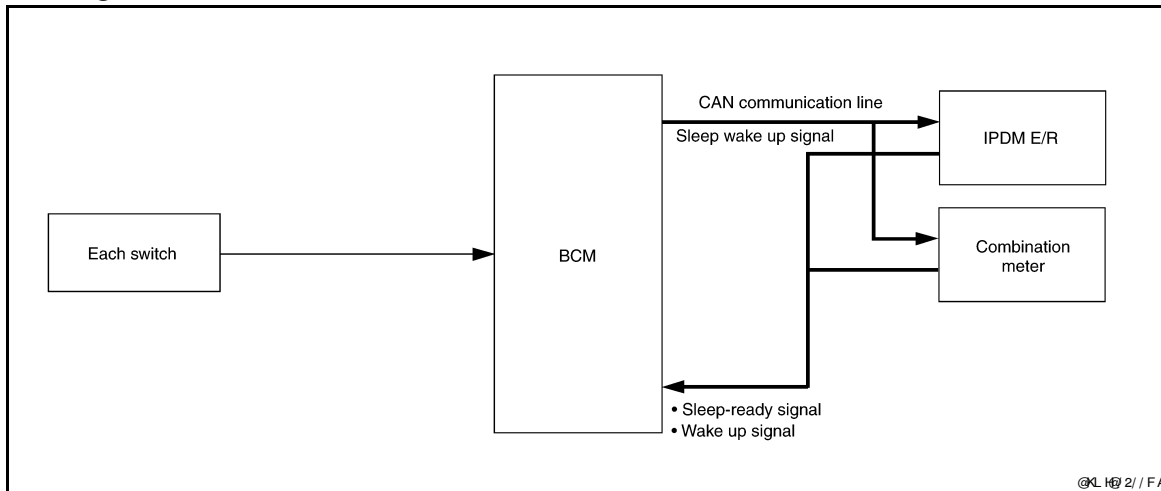 CAN communication line
Sleep wake up signal
IPDM E/R
Each switch
BCM
Combination
meter
• Sleep-ready signal
• Wake up signal